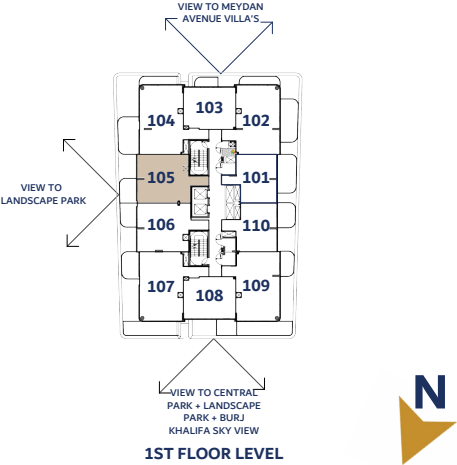 VIEW TO MEYDAN
AVENUE VILLA'S
103
104
102
105
101
VIEW TO
LANDSCAPE PARK
106
110
107
109
108
VIEW TO CENTRAL
PARK + LANDSCAPE
PARK + BURJ
KHALIFA SKY VIEW
1ST FLOOR LEVEL
N